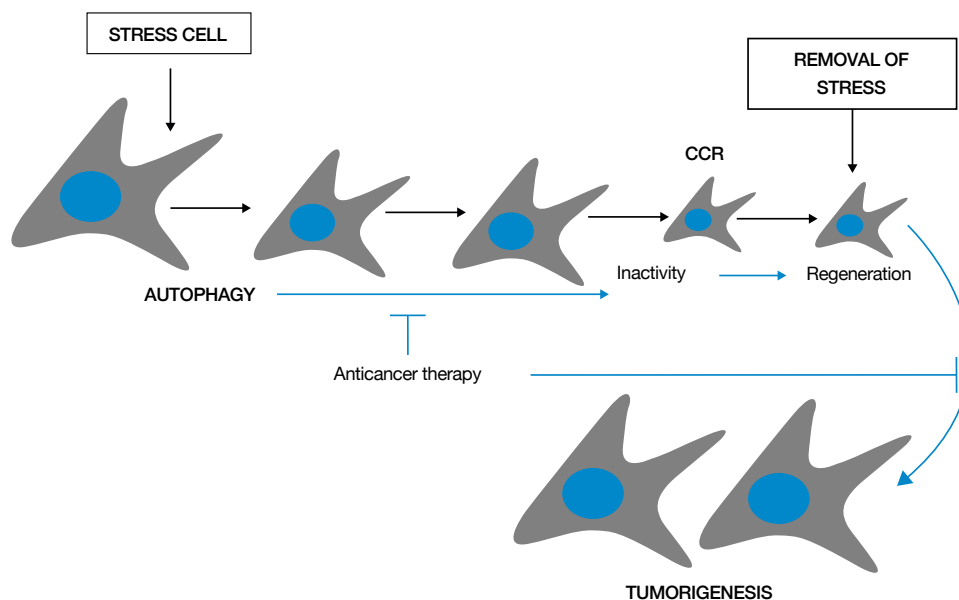 STRESS CELL
REMOVAL OF
STRESS
CCR
Inactivity
Regeneration
AUTOPHAGY
Anticancer therapy
TUMORIGENESIS